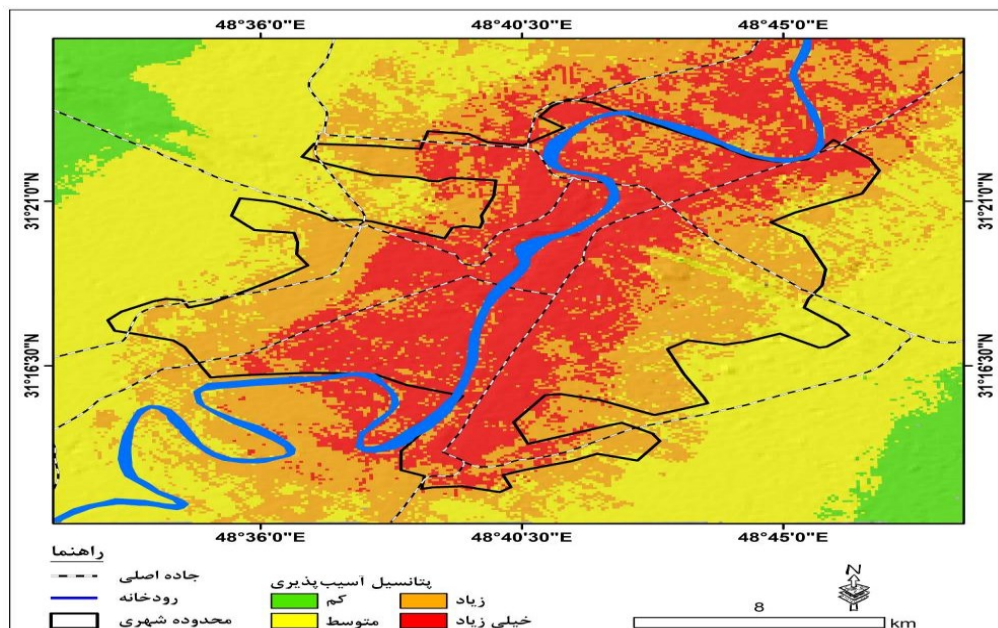 48°36'0"E 48°40'30"E 48°45'0"E
31°21'0"N 31°21'0"N
31°16'30"N 31°16'30"N
48°36'0"E 48°40'30"E 48°45'0"E
راهنما
جاده اصلی
رودخانه
محدوده شهری
پتانسیل آسیب‌پذیری
کم
زیاد
متوسط
خیلی زیاد
N
8
km